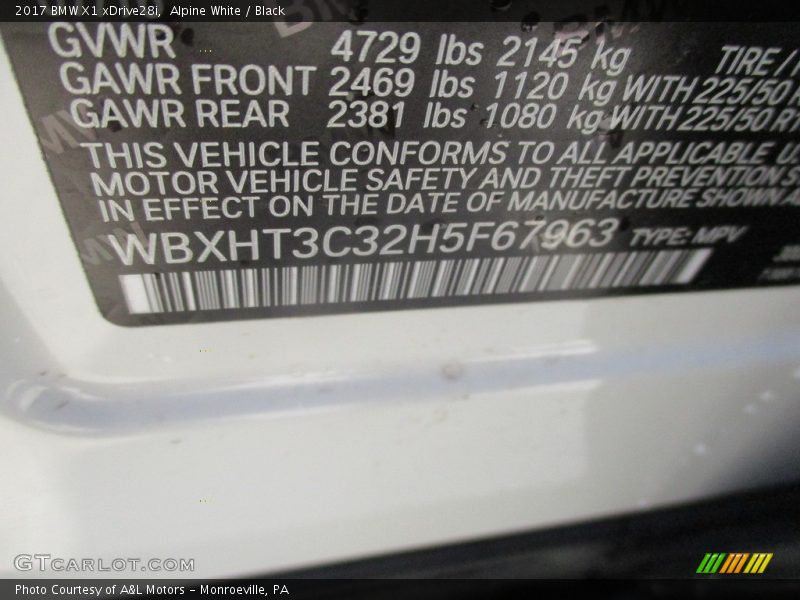 2017 BMW X1 xDrive28i, Alpine White / Black
GVWR 4729 lbs 2145 kg TIRE /
GAWR FRONT 2469 lbs 1120 kg WITH 225/50
GAWR REAR 2381 lbs 1080 kg WITH 225/50
THIS VEHICLE CONFORMS TO ALL APPLICABLE
MOTOR VEHICLE SAFETY AND THEFT PREVENTION
IN EFFECT ON THE DATE OF MANUFACTURE SHOWN
WBXHT3C32H5F67963 TYPE: MPV
GTCARLOT.COM
Photo Courtesy of A&L Motors - Monroeville, PA